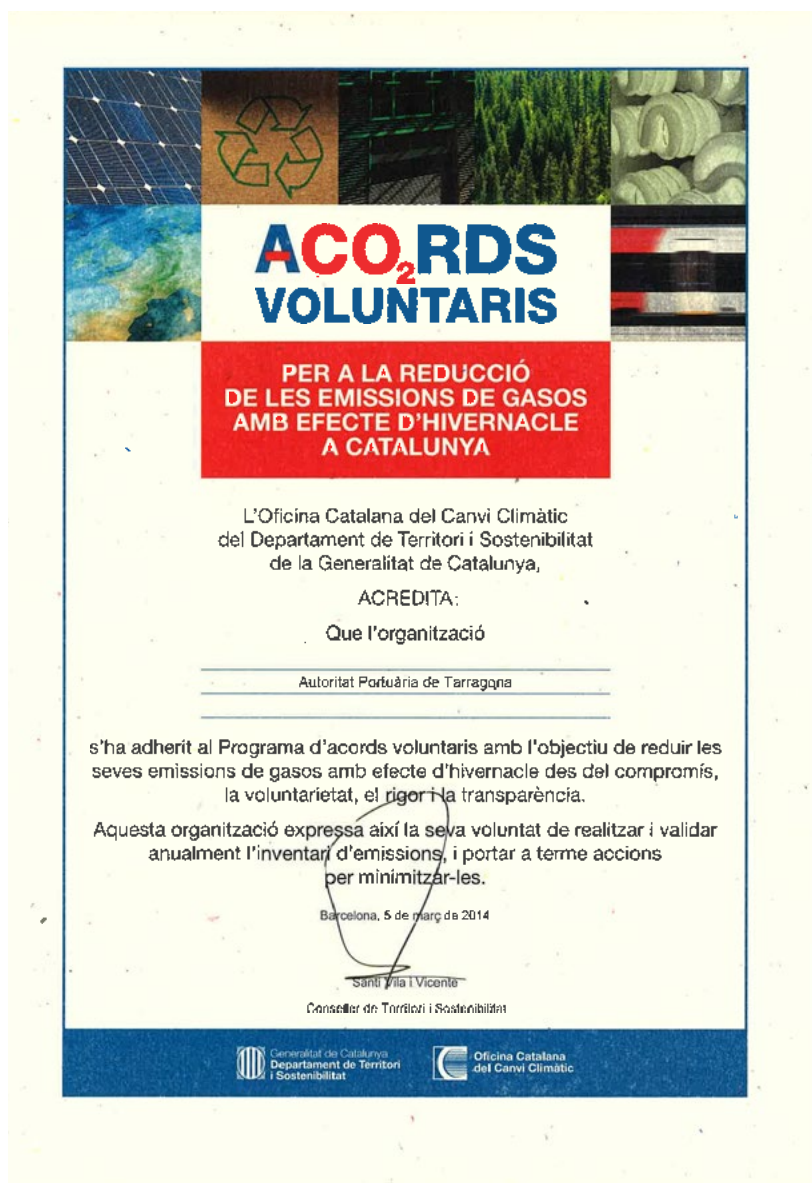 ACO₂RDS
VOLUNTARIS
PER A LA REDUCCIÓ
DE LES EMISSIONS DE GASOS
AMB EFECTE D'HIVERNACLE
A CATALUNYA
L'Oficina Catalana del Canvi Climàtic
del Departament de Territori i Sostenibilitat
de la Generalitat de Catalunya,
ACREDITA:
Que l'organització
Autoritat Portuària de Tarragona
s'ha adherit al Programa d'acords voluntaris amb l'objectiu de reduir les
seves emissions de gasos amb efecte d'hivernacle des del compromís,
la voluntarietat, el rigor i la transparència.
Aquesta organització expressa així la seva voluntat de realitzar i validar
anualment l'inventari d'emissions, i portar a terme accions
per minimitzar-les.
Barcelona, 5 de març de 2014
Santi Vila i Vicente
Conseller de Territori i Sostenibilitat
Generalitat de Catalunya
Departament de Territori
i Sostenibilitat
Oficina Catalana
del Canvi Climàtic